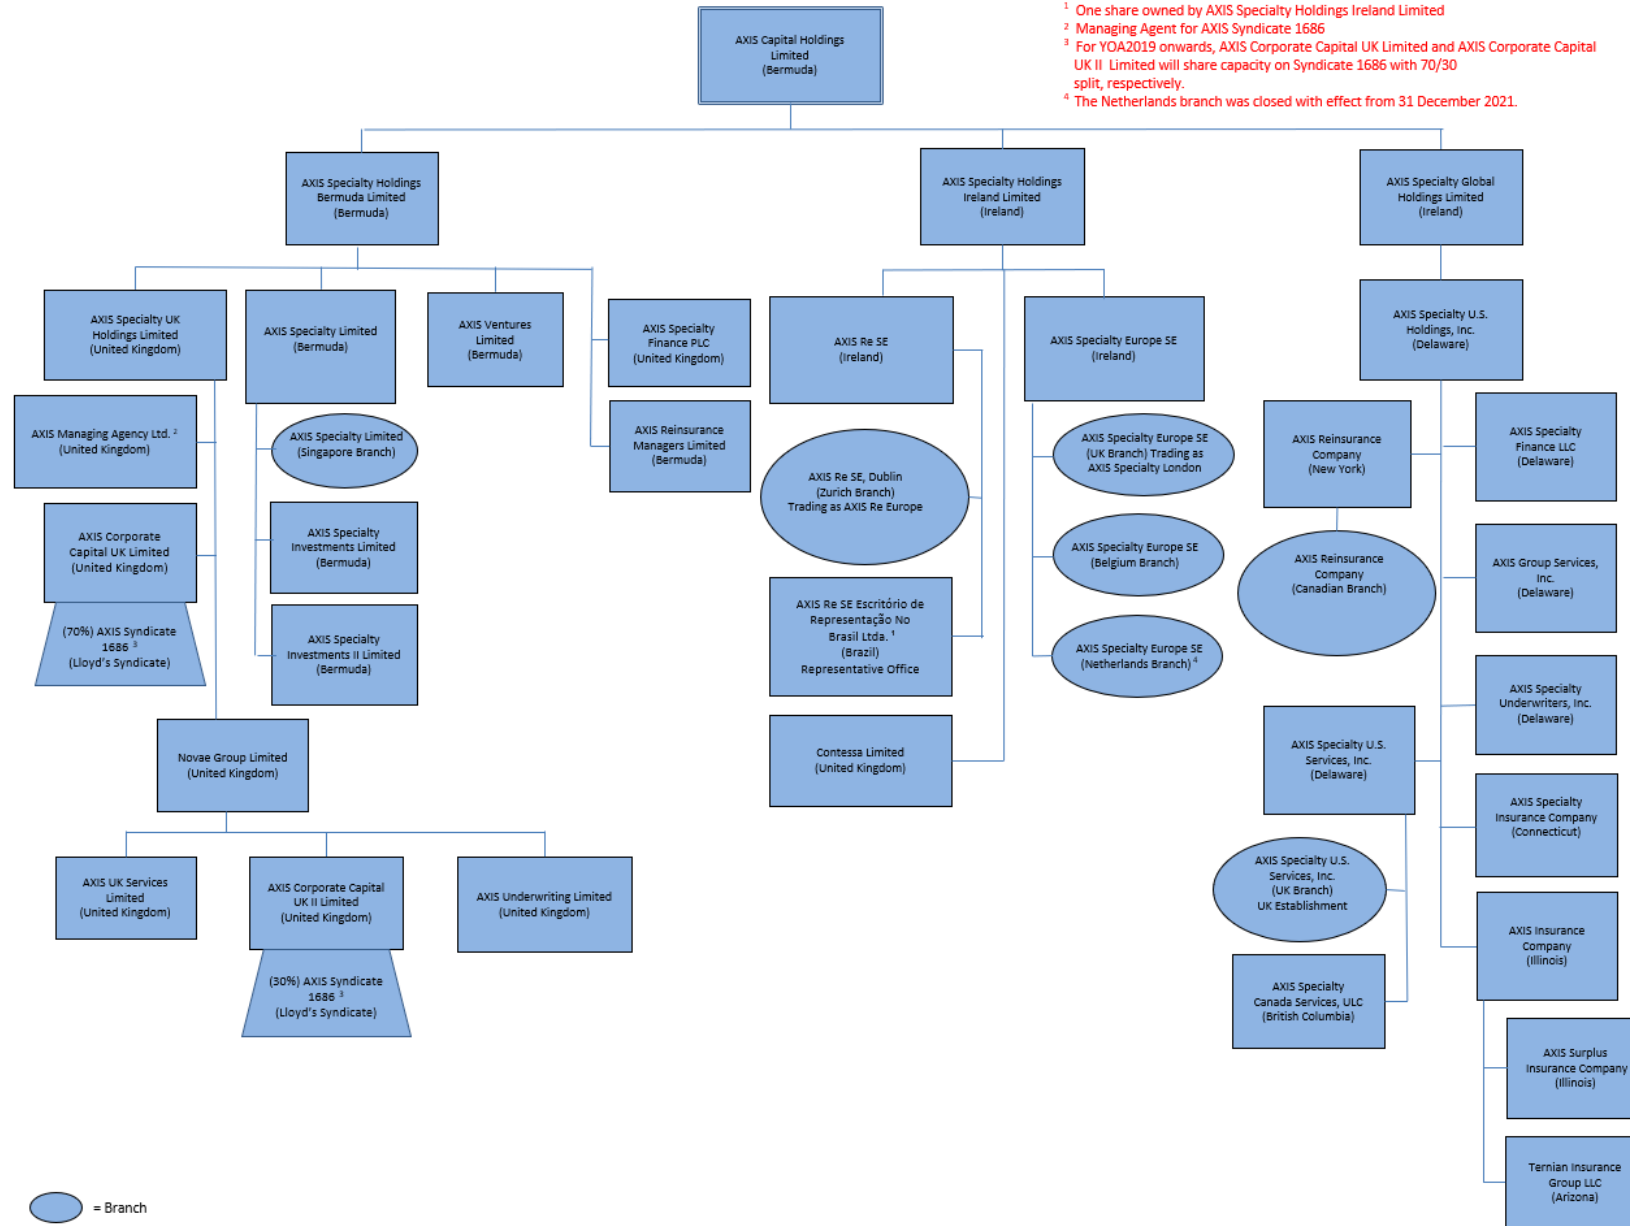 ¹ One share owned by AXIS Specialty Holdings Ireland Limited
² Managing Agent for AXIS Syndicate 1686
³ For YOA2019 onwards, AXIS Corporate Capital UK Limited and AXIS Corporate Capital
UK II Limited will share capacity on Syndicate 1686 with 70/30
split, respectively.
⁴ The Netherlands branch was closed with effect from 31 December 2021.
AXIS Capital Holdings
Limited
(Bermuda)
AXIS Specialty Holdings
Bermuda Limited
(Bermuda)
AXIS Specialty Holdings
Ireland Limited
(Ireland)
AXIS Specialty Global
Holdings Limited
(Ireland)
AXIS Specialty UK
Holdings Limited
(United Kingdom)
AXIS Specialty Limited
(Bermuda)
AXIS Ventures
Limited
(Bermuda)
AXIS Specialty
Finance PLC
(United Kingdom)
AXIS Re SE
(Ireland)
AXIS Specialty Europe SE
(Ireland)
AXIS Specialty U.S.
Holdings, Inc.
(Delaware)
AXIS Managing Agency Ltd. ²
(United Kingdom)
AXIS Specialty Limited
(Singapore Branch)
AXIS Reinsurance
Managers Limited
(Bermuda)
AXIS Re SE, Dublin
(Zurich Branch)
Trading as AXIS Re Europe
AXIS Specialty Europe SE
(UK Branch) Trading as
AXIS Specialty London
AXIS Reinsurance
Company
(New York)
AXIS Specialty
Finance LLC
(Delaware)
AXIS Corporate
Capital UK Limited
(United Kingdom)
AXIS Specialty
Investments Limited
(Bermuda)
AXIS Specialty Europe SE
(Belgium Branch)
AXIS Reinsurance
Company
(Canadian Branch)
AXIS Group Services,
Inc.
(Delaware)
(70%) AXIS Syndicate
1686 ³
(Lloyd's Syndicate)
AXIS Specialty
Investments II Limited
(Bermuda)
AXIS Re SE Escritório de
Representação No
Brasil Ltda. ¹
(Brazil)
Representative Office
AXIS Specialty Europe SE
(Netherlands Branch) ⁴
AXIS Specialty
Underwriters, Inc.
(Delaware)
Novae Group Limited
(United Kingdom)
Contessa Limited
(United Kingdom)
AXIS Specialty U.S.
Services, Inc.
(Delaware)
AXIS Specialty
Insurance Company
(Connecticut)
AXIS UK Services
Limited
(United Kingdom)
AXIS Corporate Capital
UK II Limited
(United Kingdom)
AXIS Underwriting Limited
(United Kingdom)
AXIS Specialty U.S.
Services, Inc.
(UK Branch)
UK Establishment
AXIS Insurance
Company
(Illinois)
(30%) AXIS Syndicate
1686 ³
(Lloyd's Syndicate)
AXIS Specialty
Canada Services, ULC
(British Columbia)
AXIS Surplus
Insurance Company
(Illinois)
Ternian Insurance
Group LLC
(Arizona)
= Branch